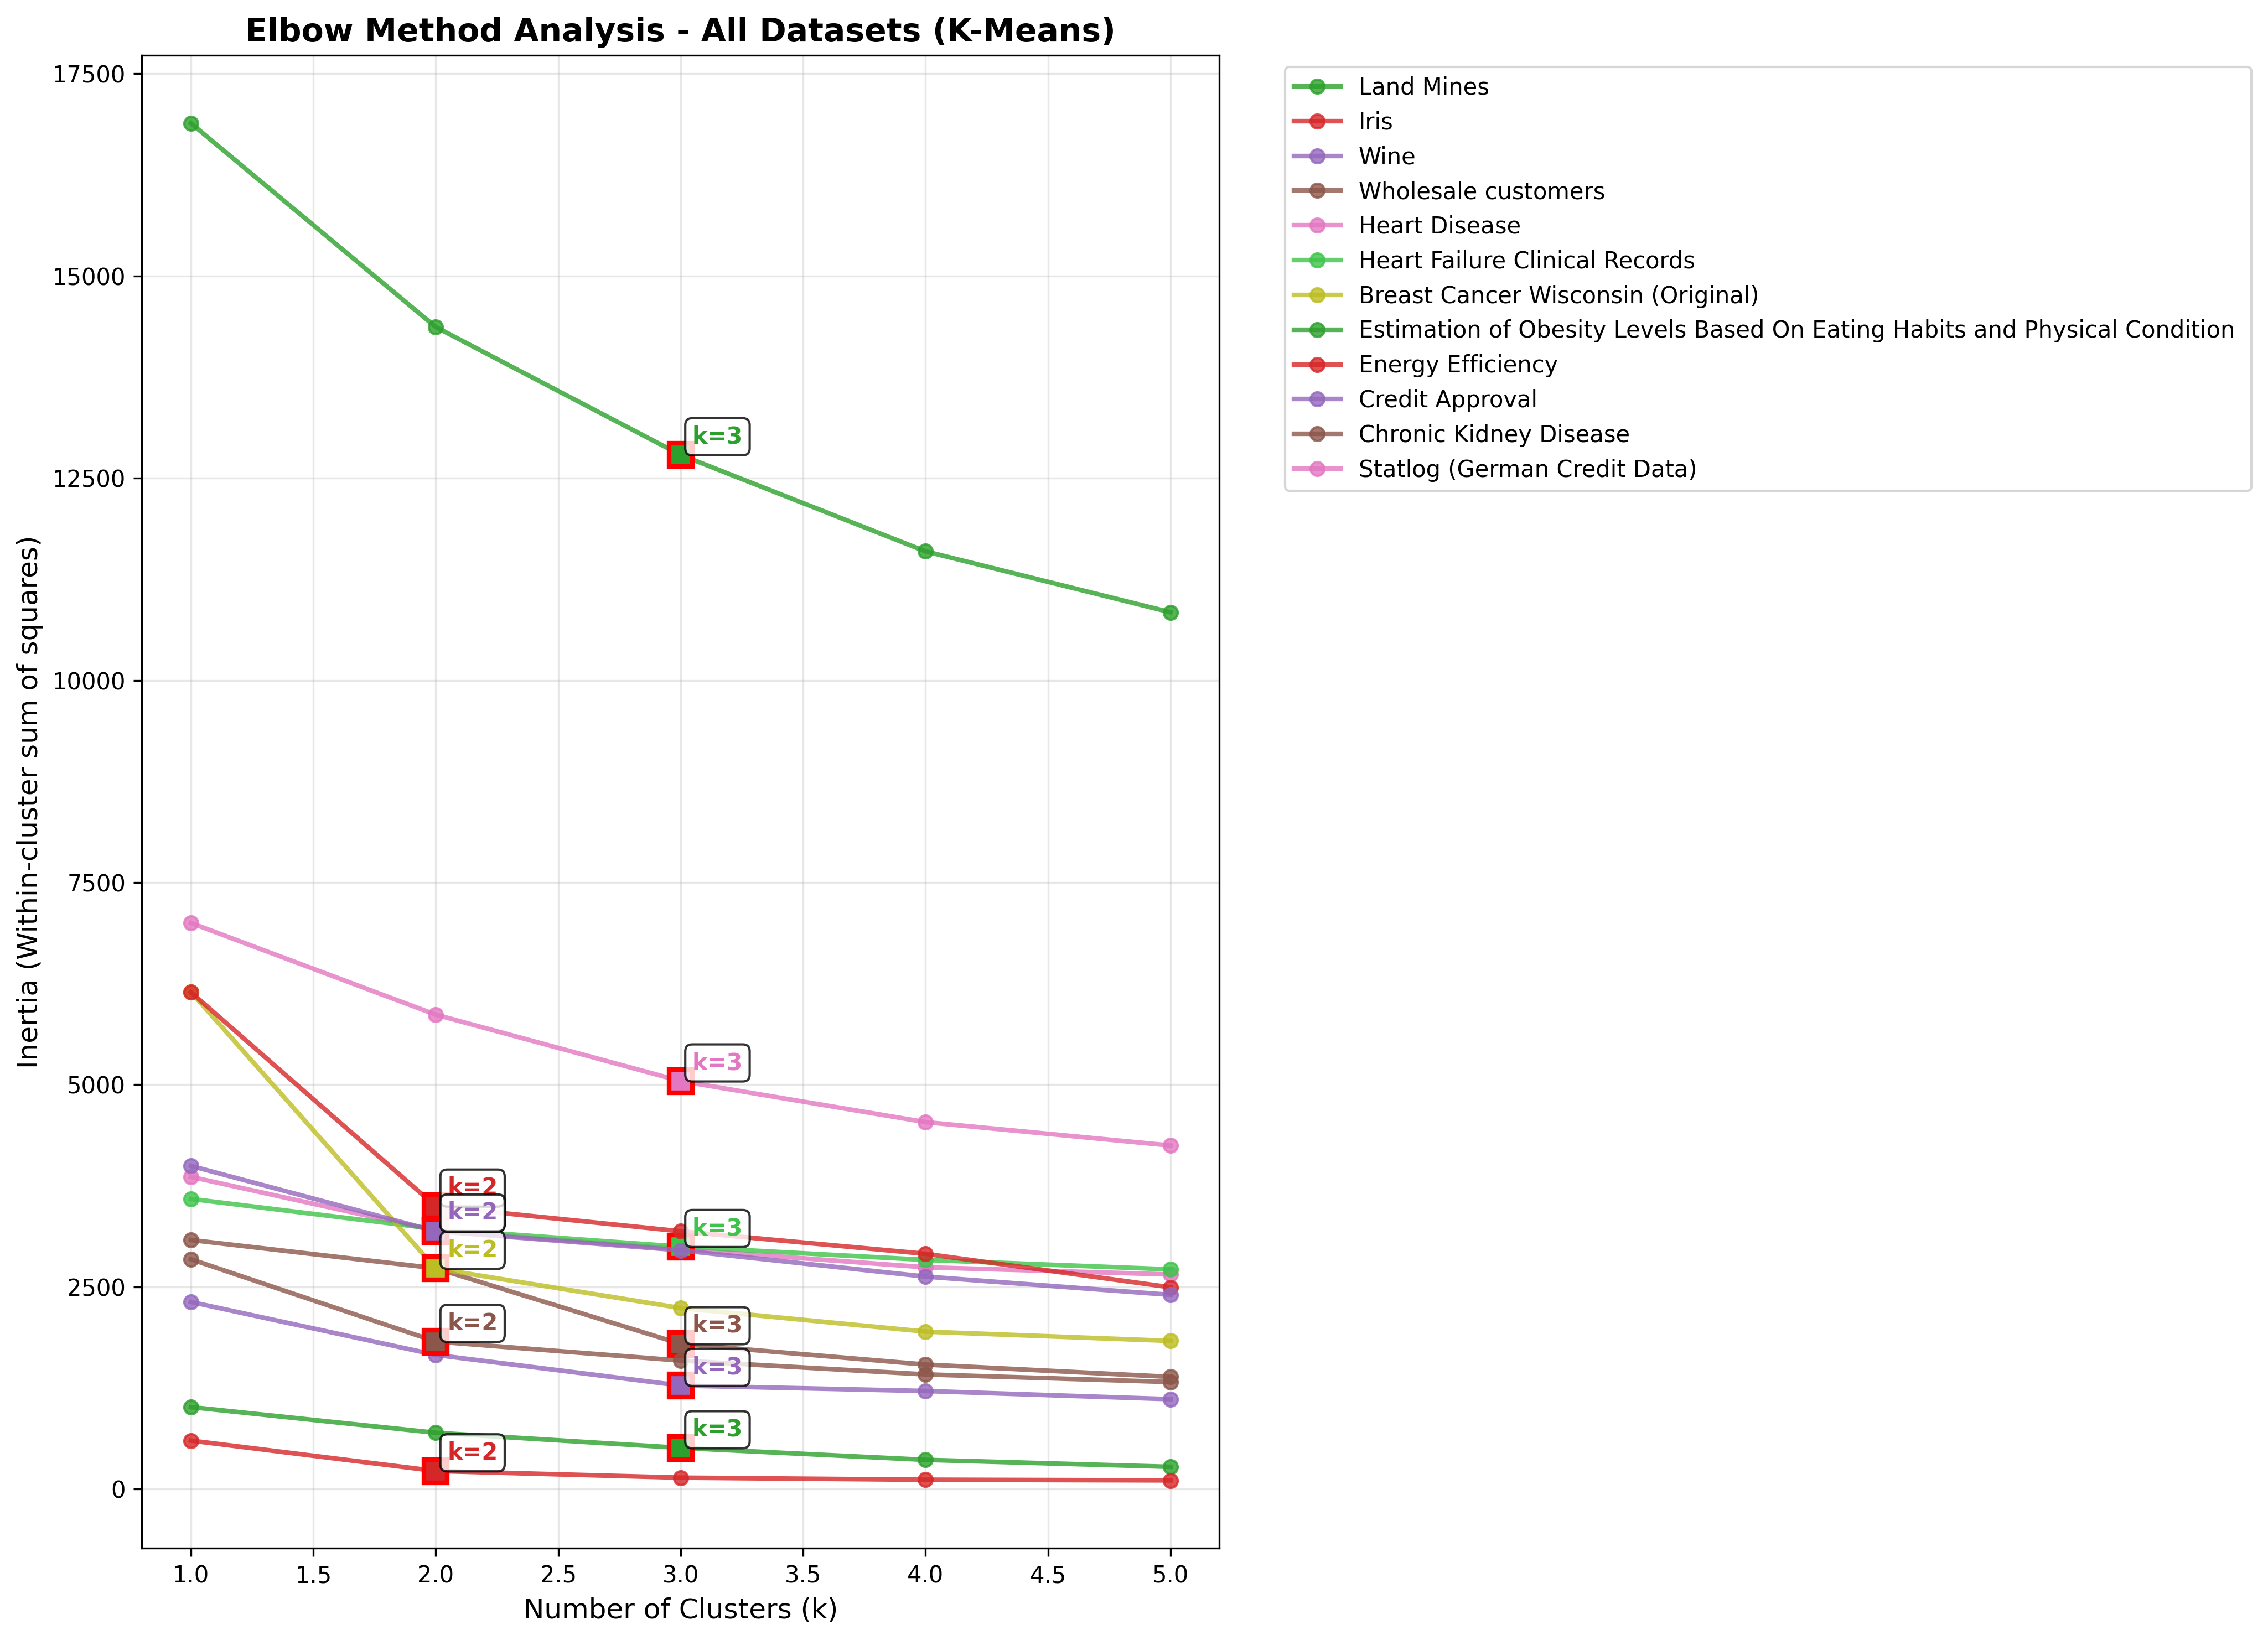 Elbow Method Analysis - All Datasets (K-Means)
17500
15000
12500
10000
7500
5000
2500
0
Inertia (Within-cluster sum of squares)
k=3
k=3
k=2
k=2
k=3
k=2
k=2
k=3
k=3
k=3
k=2
1.0 1.5 2.0 2.5 3.0 3.5 4.0 4.5 5.0
Number of Clusters (k)
Land Mines
Iris
Wine
Wholesale customers
Heart Disease
Heart Failure Clinical Records
Breast Cancer Wisconsin (Original)
Estimation of Obesity Levels Based On Eating Habits and Physical Condition
Energy Efficiency
Credit Approval
Chronic Kidney Disease
Statlog (German Credit Data)